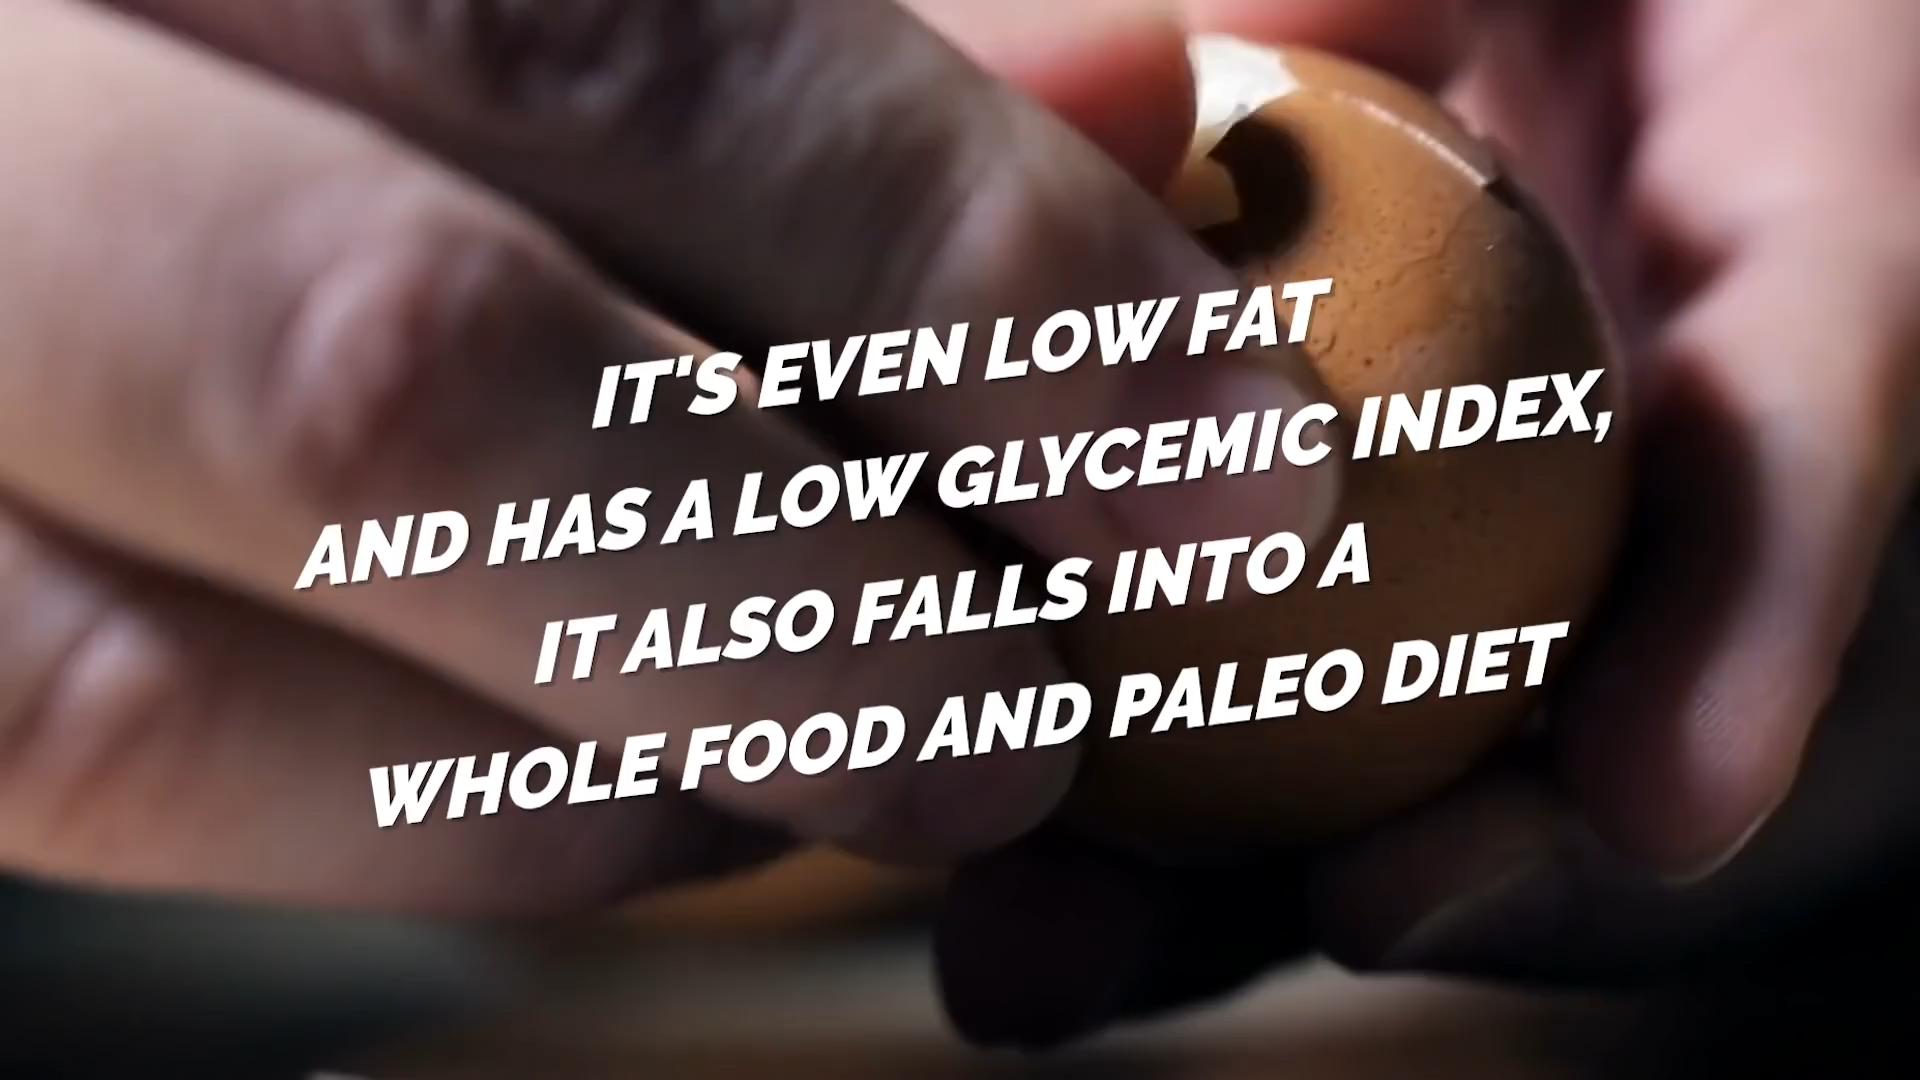 IT'S EVEN LOW FAT
AND HAS A LOW GLYCEMIC INDEX,
IT ALSO FALLS INTO A
WHOLE FOOD AND PALEO DIET